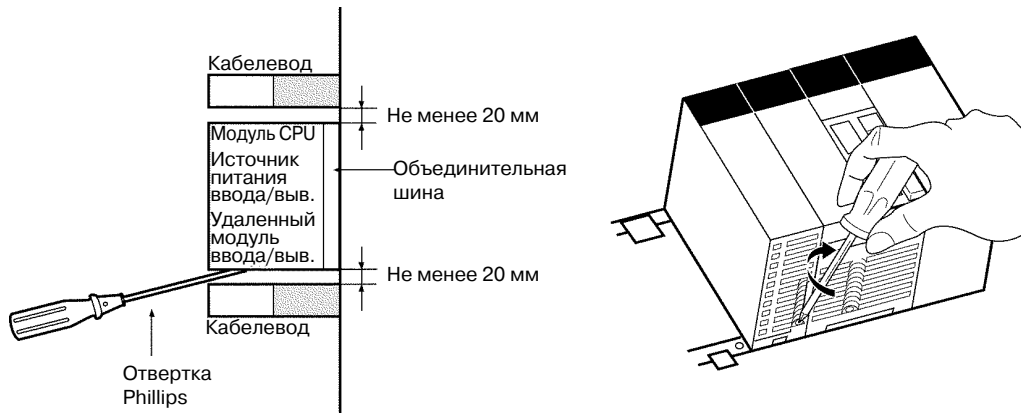 Кабелевод
Не менее 20 мм
Модуль CPU
Источник
питания
ввода/выв.
Удаленный
модуль
ввода/выв.
Объединительная
шина
Не менее 20 мм
Кабелевод
Отвертка
Phillips